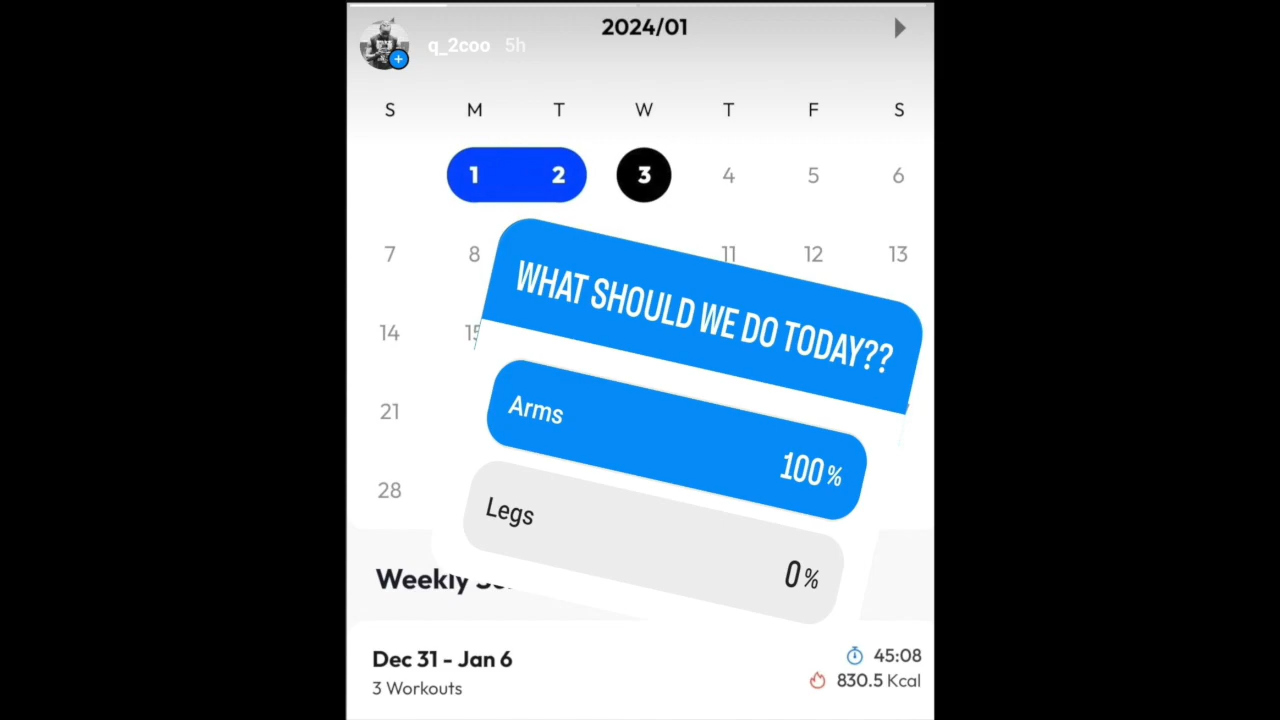 2024/01
q_2coo 5h
S M T W T F S
1 2 3 4 5 6
7 8 11 12 13
14 15
21
28
WHAT SHOULD WE DO TODAY??
Arms
100%
Legs
0%
Weekly
Dec 31 - Jan 6
45:08
3 Workouts
830.5 Kcal